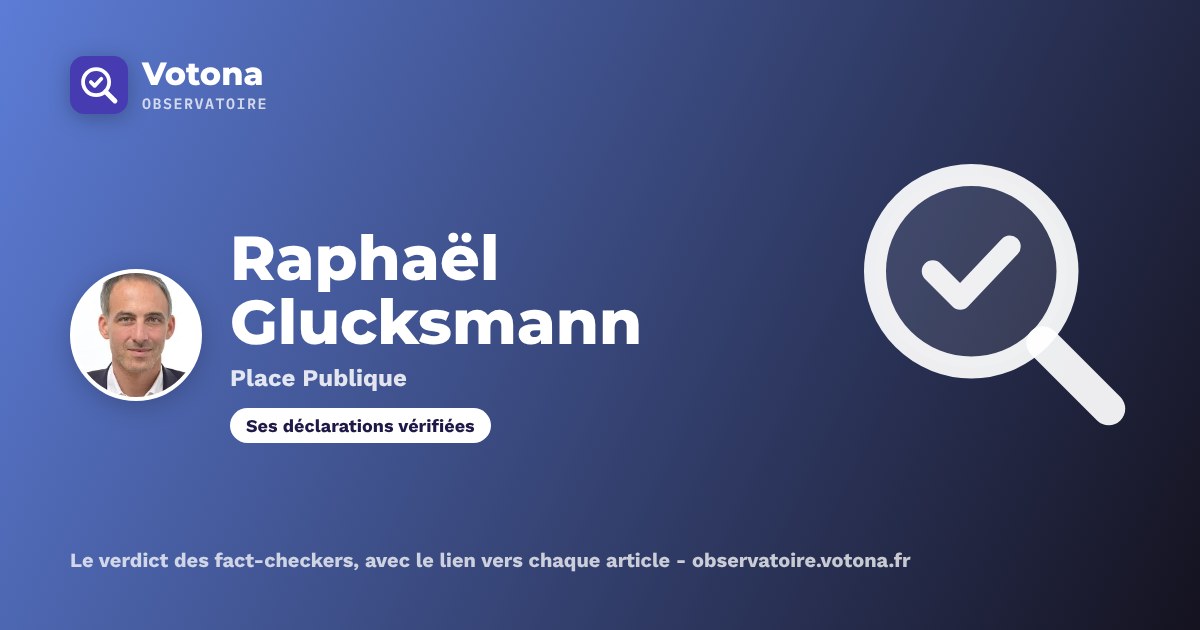 Votona
OBSERVATOIRE
Raphaël
Glucksmann
Place Publique
Ses déclarations vérifiées
Le verdict des fact-checkers, avec le lien vers chaque article - observatoire.votona.fr